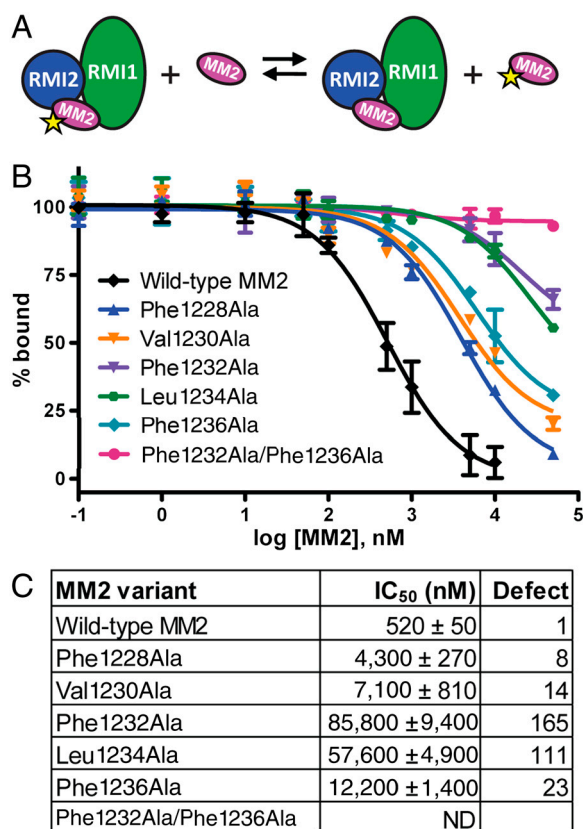 A
RMI2
RMI1
MM2
+
MM2
RMI2
RMI1
MM2
+
MM2
B
% bound
100
75
50
25
0
Wild-type MM2
Phe1228Ala
Val1230Ala
Phe1232Ala
Leu1234Ala
Phe1236Ala
Phe1232Ala/Phe1236Ala
-1 0 1 2 3 4 5
log [MM2], nM
C
MM2 variant IC50 (nM) Defect
Wild-type MM2 520 ± 50 1
Phe1228Ala 4,300 ± 270 8
Val1230Ala 7,100 ± 810 14
Phe1232Ala 85,800 ±9,400 165
Leu1234Ala 57,600 ±4,900 111
Phe1236Ala 12,200 ±1,400 23
Phe1232Ala/Phe1236Ala ND